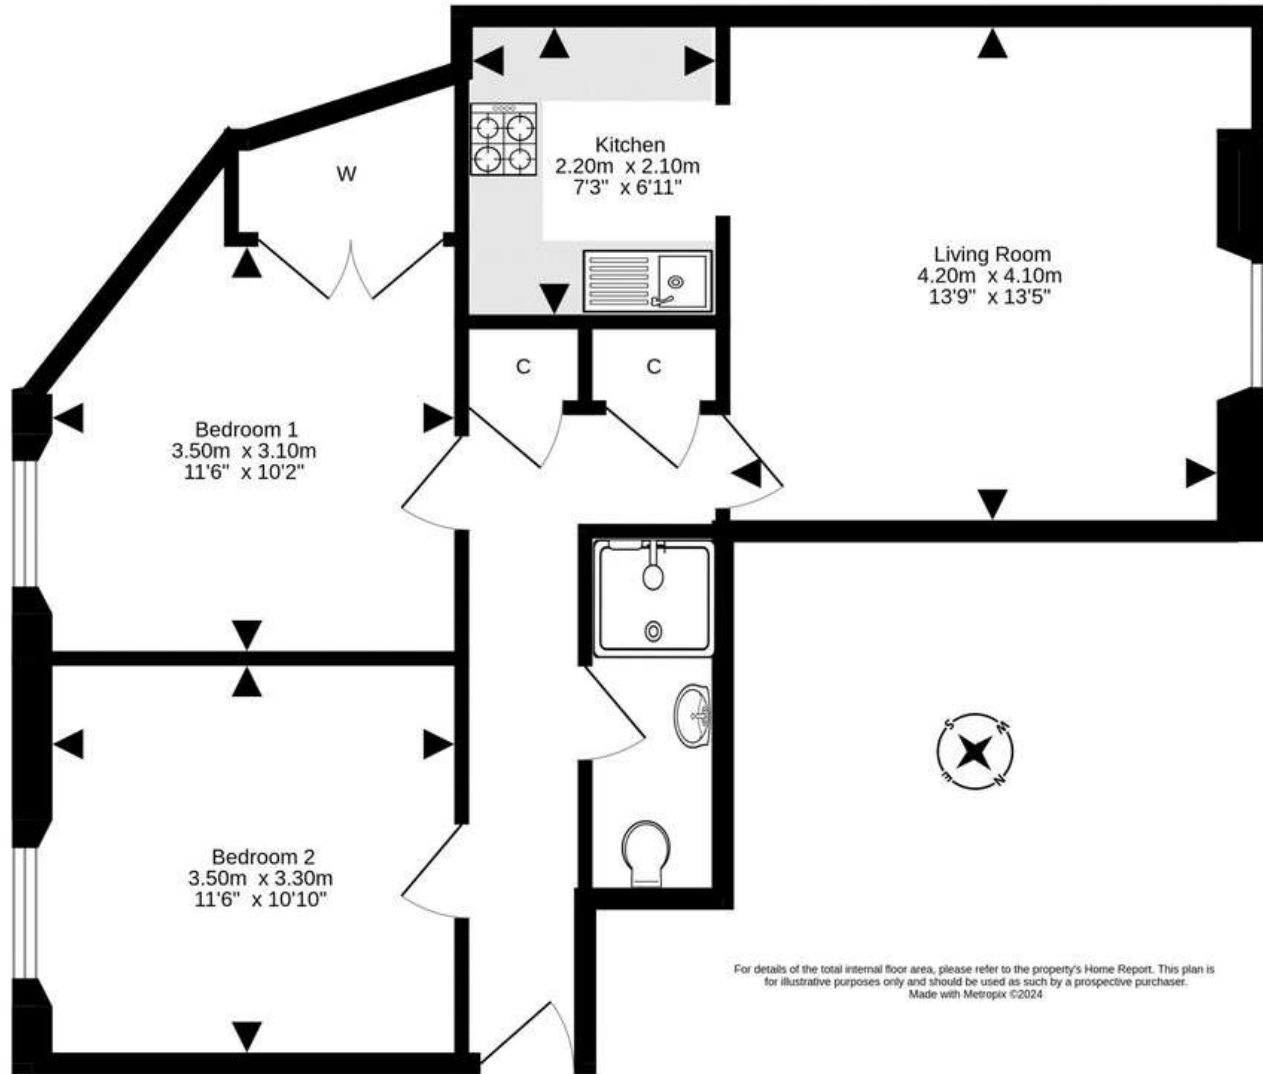 W
Kitchen
2.20m x 2.10m
7'3" x 6'11"
Living Room
4.20m x 4.10m
13'9" x 13'5"
C
C
Bedroom 1
3.50m x 3.10m
11'6" x 10'2"
S
W
E
N
Bedroom 2
3.50m x 3.30m
11'6" x 10'10"
For details of the total internal floor area, please refer to the property's Home Report. This plan is
for illustrative purposes only and should be used as such by a prospective purchaser.
Made with Metropix ©2024